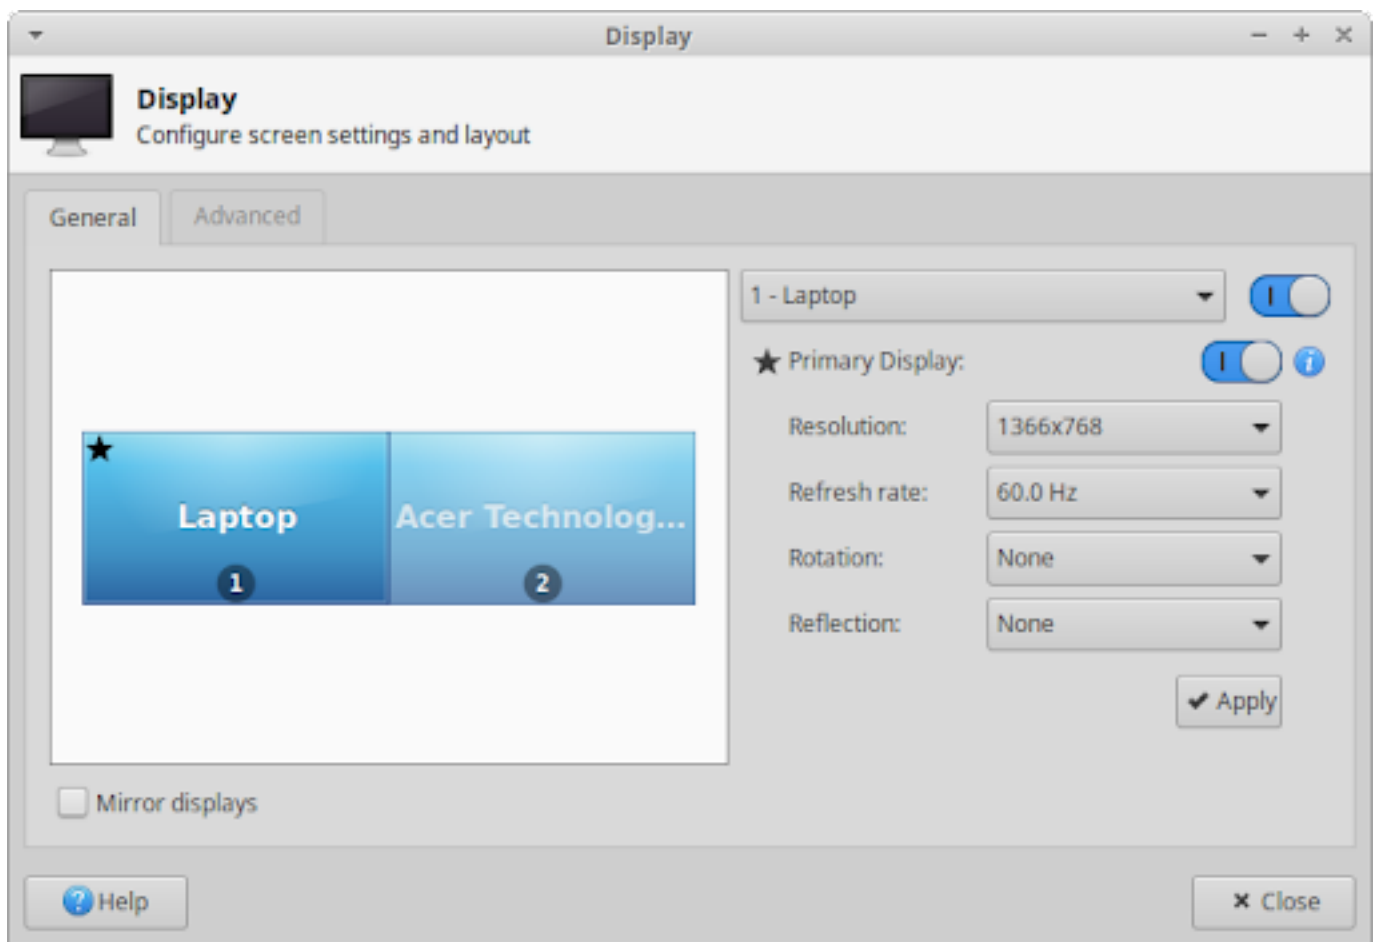 Display
Display
Configure screen settings and layout
General
Advanced
1 - Laptop
Primary Display:
Resolution: 1366x768
Refresh rate: 60.0 Hz
Rotation: None
Reflection: None
Apply
Laptop
1
Acer Technolog...
2
Mirror displays
Help
Close